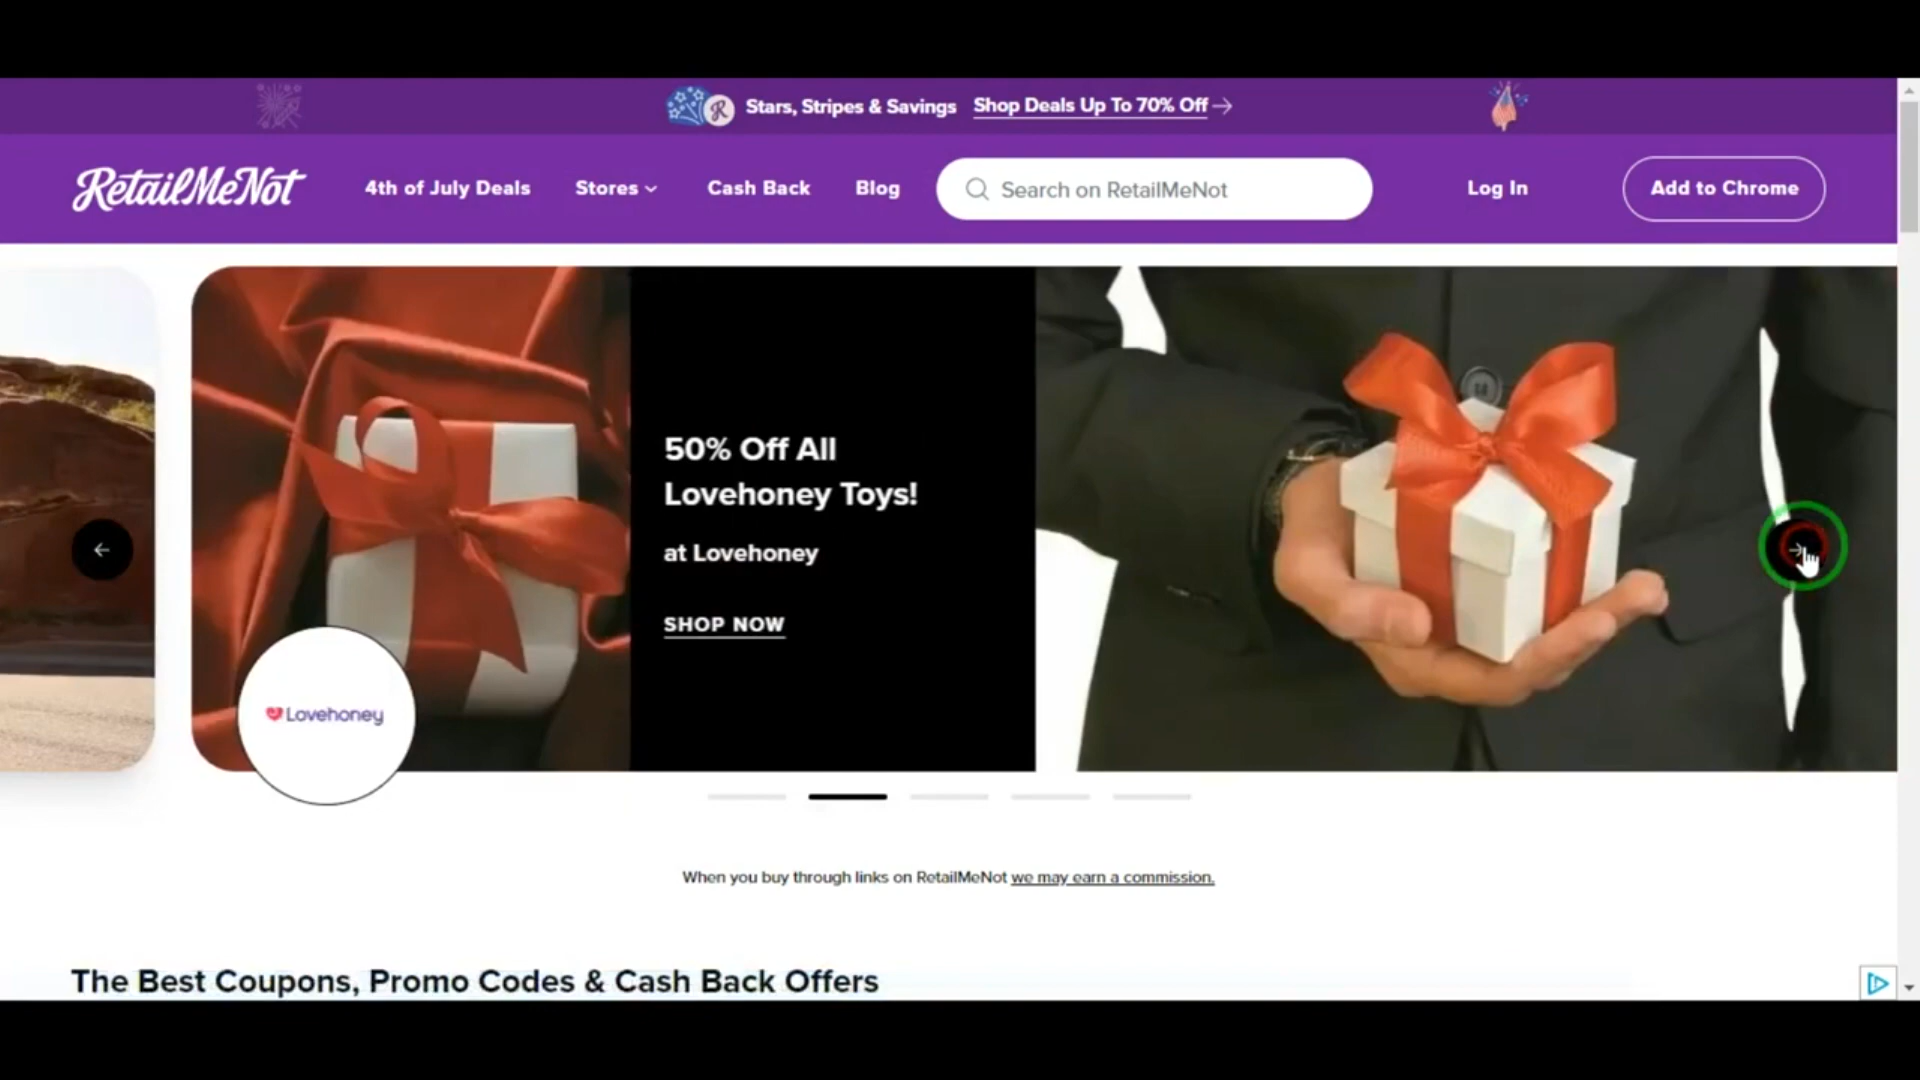 Stars, Stripes & Savings Shop Deals Up To 70% Off
RetailMeNot 4th of July Deals Stores Cash Back Blog Search on RetailMeNot Log In Add to Chrome
50% Off All
Lovehoney Toys!
at Lovehoney
SHOP NOW
Lovehoney
When you buy through links on RetailMeNot we may earn a commission.
The Best Coupons, Promo Codes & Cash Back Offers